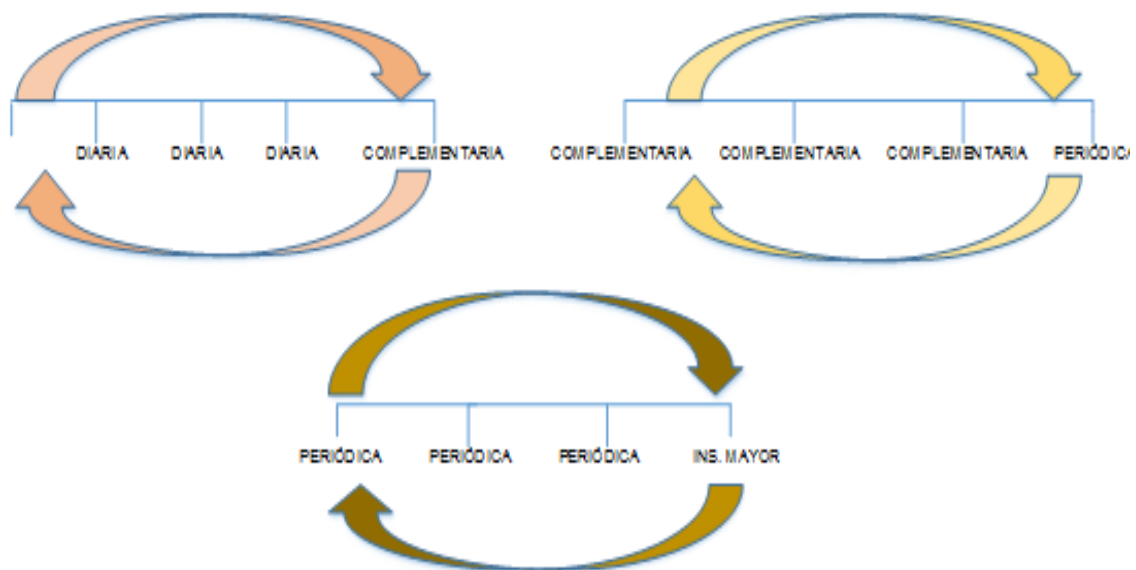 DIARIA DIARIA DIARIA COMPLEMENTARIA
COMPLEMENTARIA COMPLEMENTARIA COMPLEMENTARIA PERIÓDICA
PERIÓDICA PERIÓDICA PERIÓDICA INS. MAYOR